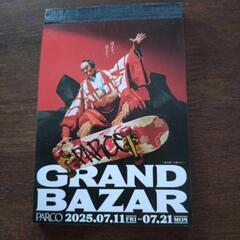 PARCO
GRAND
BAZAR
PARCO 2025.07.11 FRI -07.21 MON